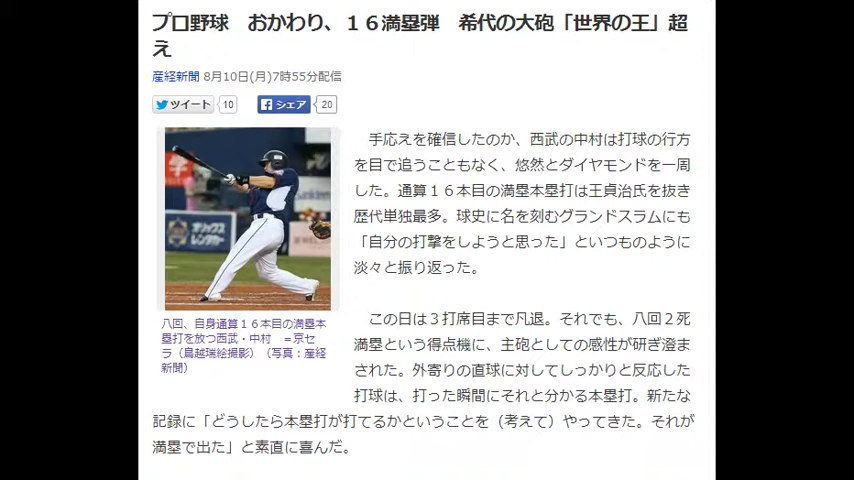 プロ野球　おかわり、１６満塁弾　希代の大砲「世界の王」超
え
産経新聞 8月10日(月)7時55分配信
ツイート 10 シェア 20
オリックス
レンタカー
八回、自身通算１６本目の満塁本
塁打を放つ西武・中村　＝京セ
ラ（鳥越瑞絵撮影）（写真：産経
新聞）
　手応えを確信したのか、西武の中村は打球の行方
を目で追うこともなく、悠然とダイヤモンドを一周
した。通算１６本目の満塁本塁打は王貞治氏を抜き
歴代単独最多。球史に名を刻むグランドスラムにも
「自分の打撃をしようと思った」といつものように
淡々と振り返った。
　この日は３打席目まで凡退。それでも、八回２死
満塁という得点機に、主砲としての感性が研ぎ澄ま
された。外寄りの直球に対してしっかりと反応した
打球は、打った瞬間にそれと分かる本塁打。新たな
記録に「どうしたら本塁打が打てるかということを（考えて）やってきた。それが
満塁で出た」と素直に喜んだ。